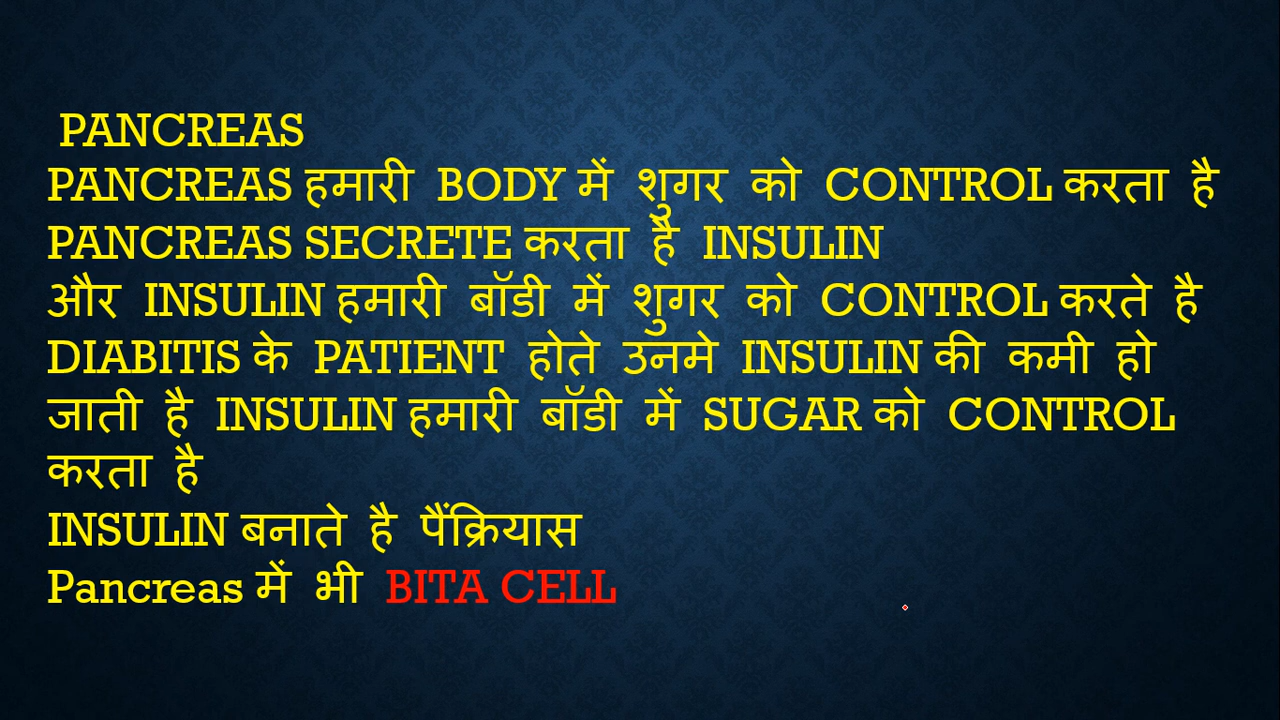 PANCREAS
PANCREAS हमारी BODY में शुगर को CONTROL करता है
PANCREAS SECRETE करता है INSULIN
और INSULIN हमारी बॉडी में शुगर को CONTROL करते है
DIABITIS के PATIENT होते उनमे INSULIN की कमी हो
जाती है INSULIN हमारी बॉडी में SUGAR को CONTROL
करता है
INSULIN बनाते है पैंक्रियास
Pancreas में भी BITA CELL